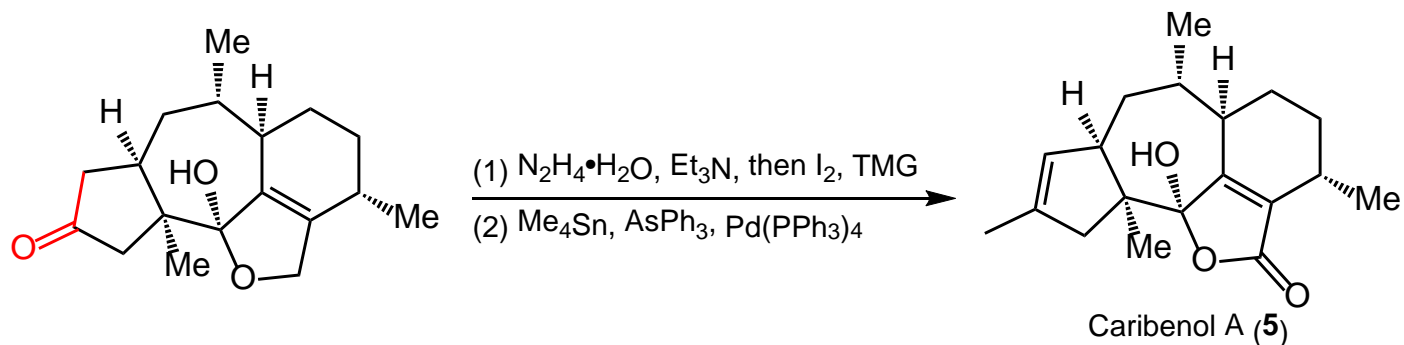 Me
H
H
HO
O
Me
O
Me
(1) N₂H₄•H₂O, Et₃N, then I₂, TMG
(2) Me₄Sn, AsPh₃, Pd(PPh₃)₄
Me
H
H
HO
Me
Me
O
O
Caribenol A (5)